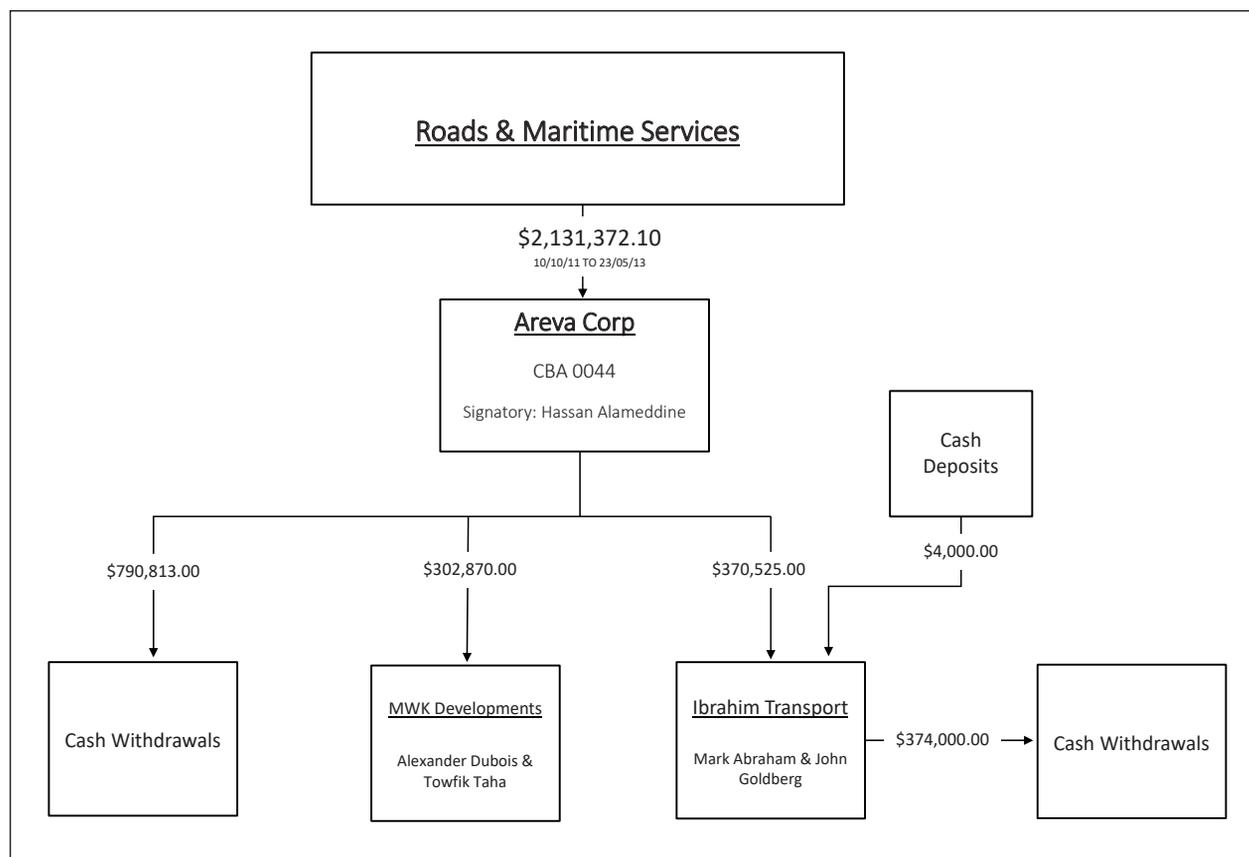 Roads & Maritime Services
$2,131,372.10
10/10/11 TO 23/05/13
Areva Corp
CBA 0044
Signatory: Hassan Alameddine
Cash
Deposits
$790,813.00
$302,870.00
$370,525.00
$4,000.00
Cash Withdrawals
MWK Developments
Alexander Dubois &
Towfik Taha
Ibrahim Transport
Mark Abraham & John
Goldberg
$374,000.00
Cash Withdrawals